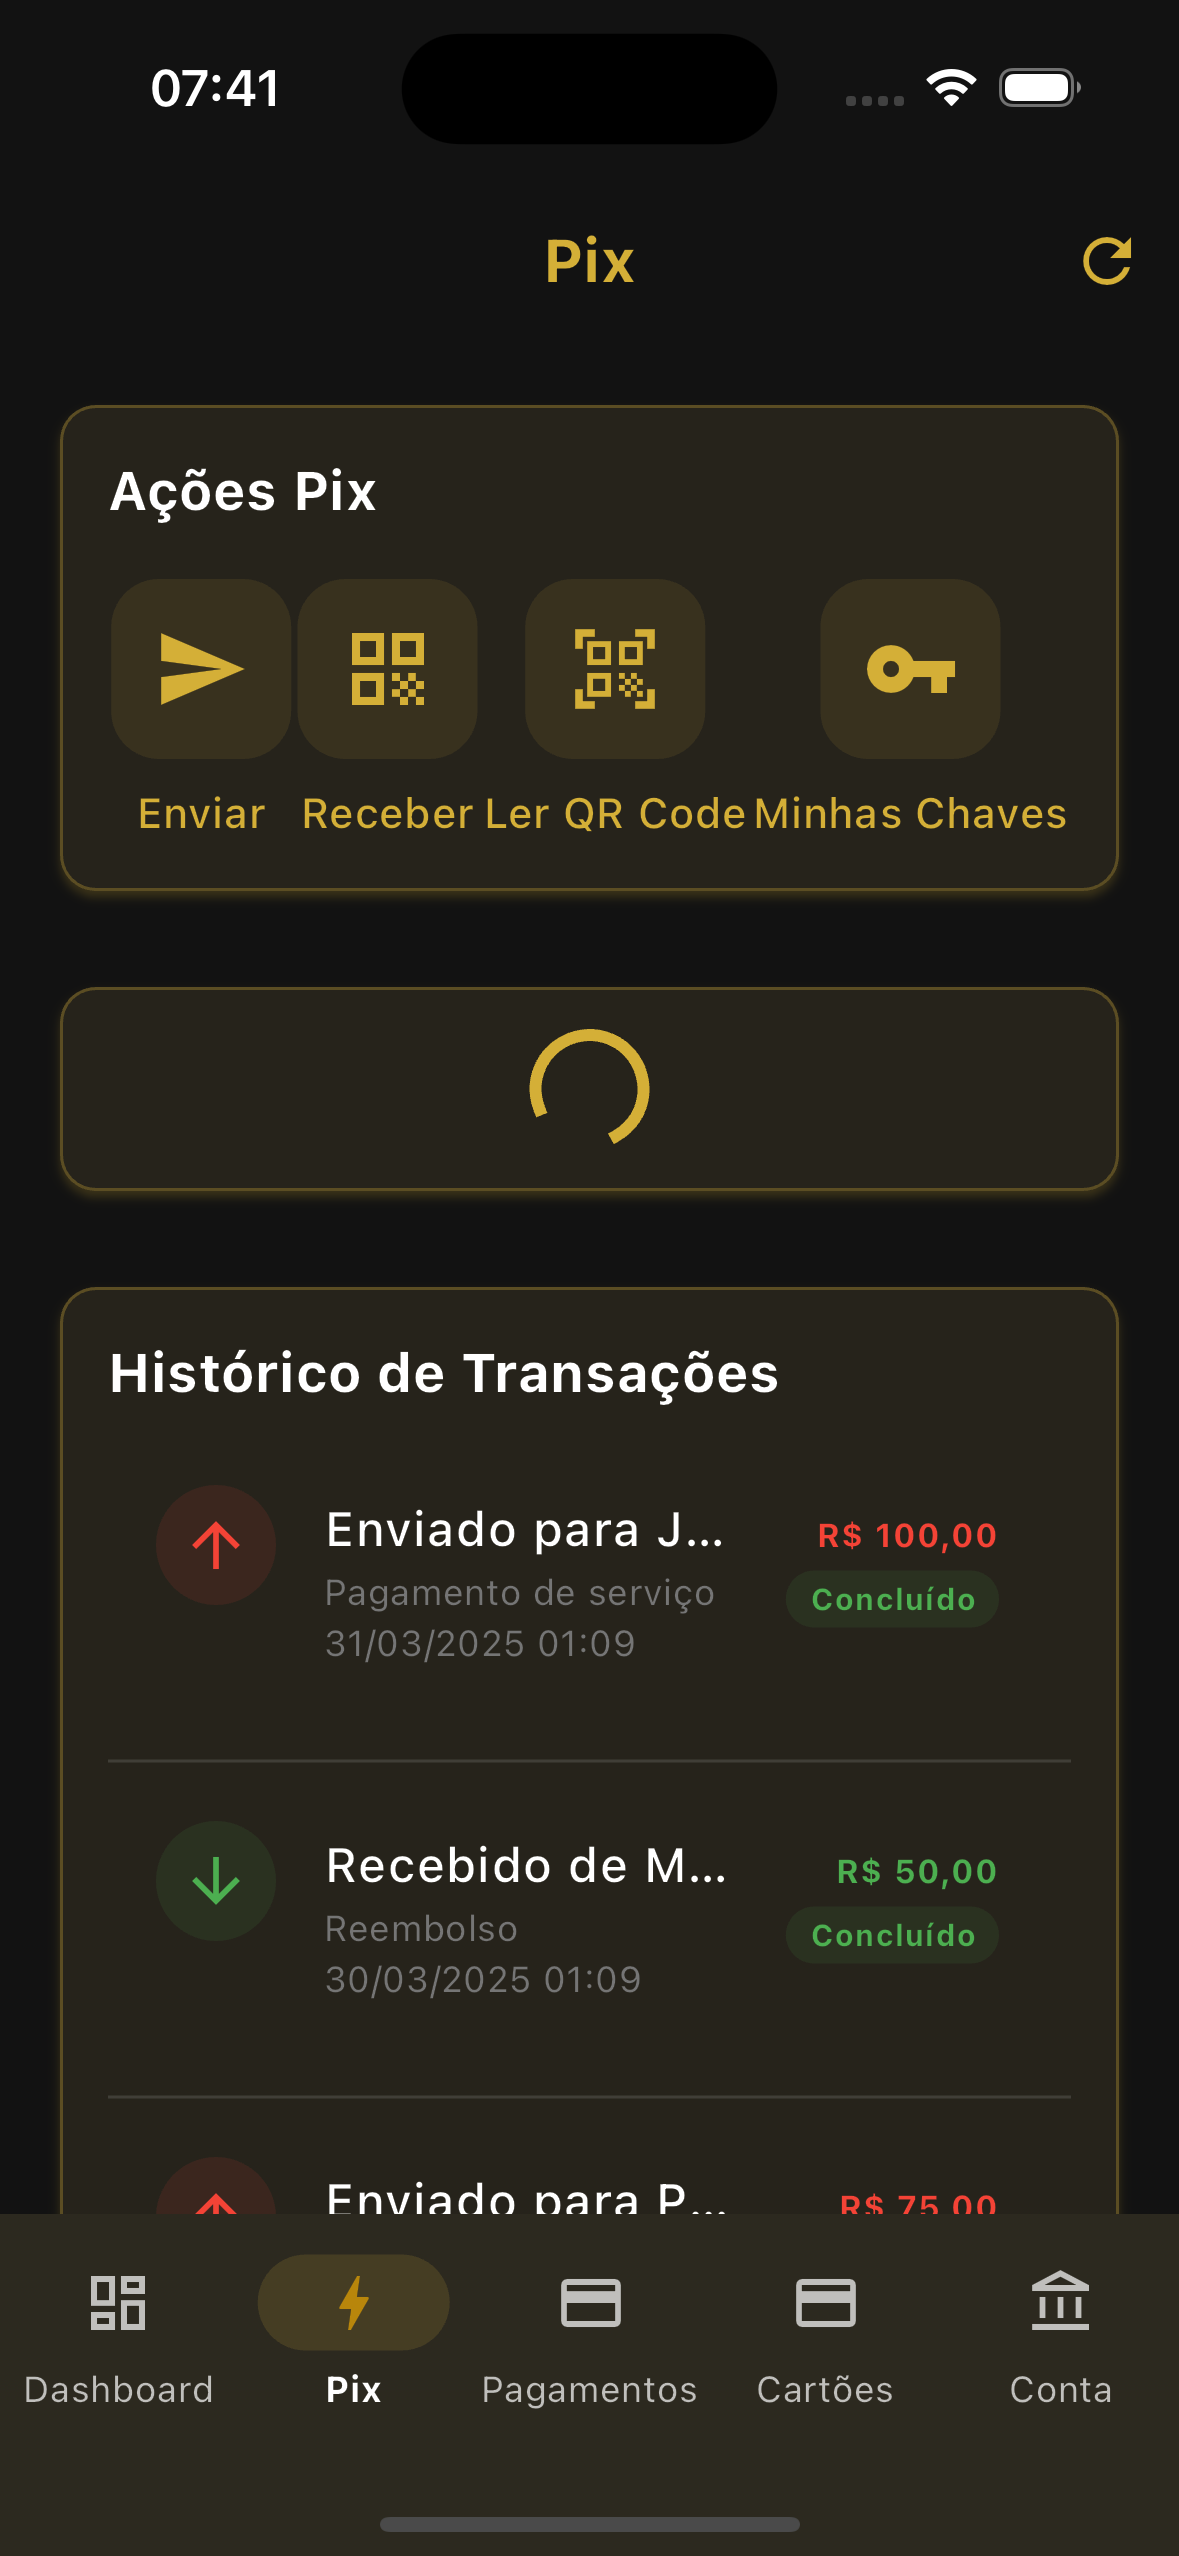 07:41
Pix
Ações Pix
Enviar Receber Ler QR Code Minhas Chaves
Histórico de Transações
Enviado para J...
R$ 100,00
Pagamento de serviço
Concluído
31/03/2025 01:09
Recebido de M...
R$ 50,00
Reembolso
Concluído
30/03/2025 01:09
Enviado para P...
R$ 75,00
Dashboard Pix Pagamentos Cartões Conta